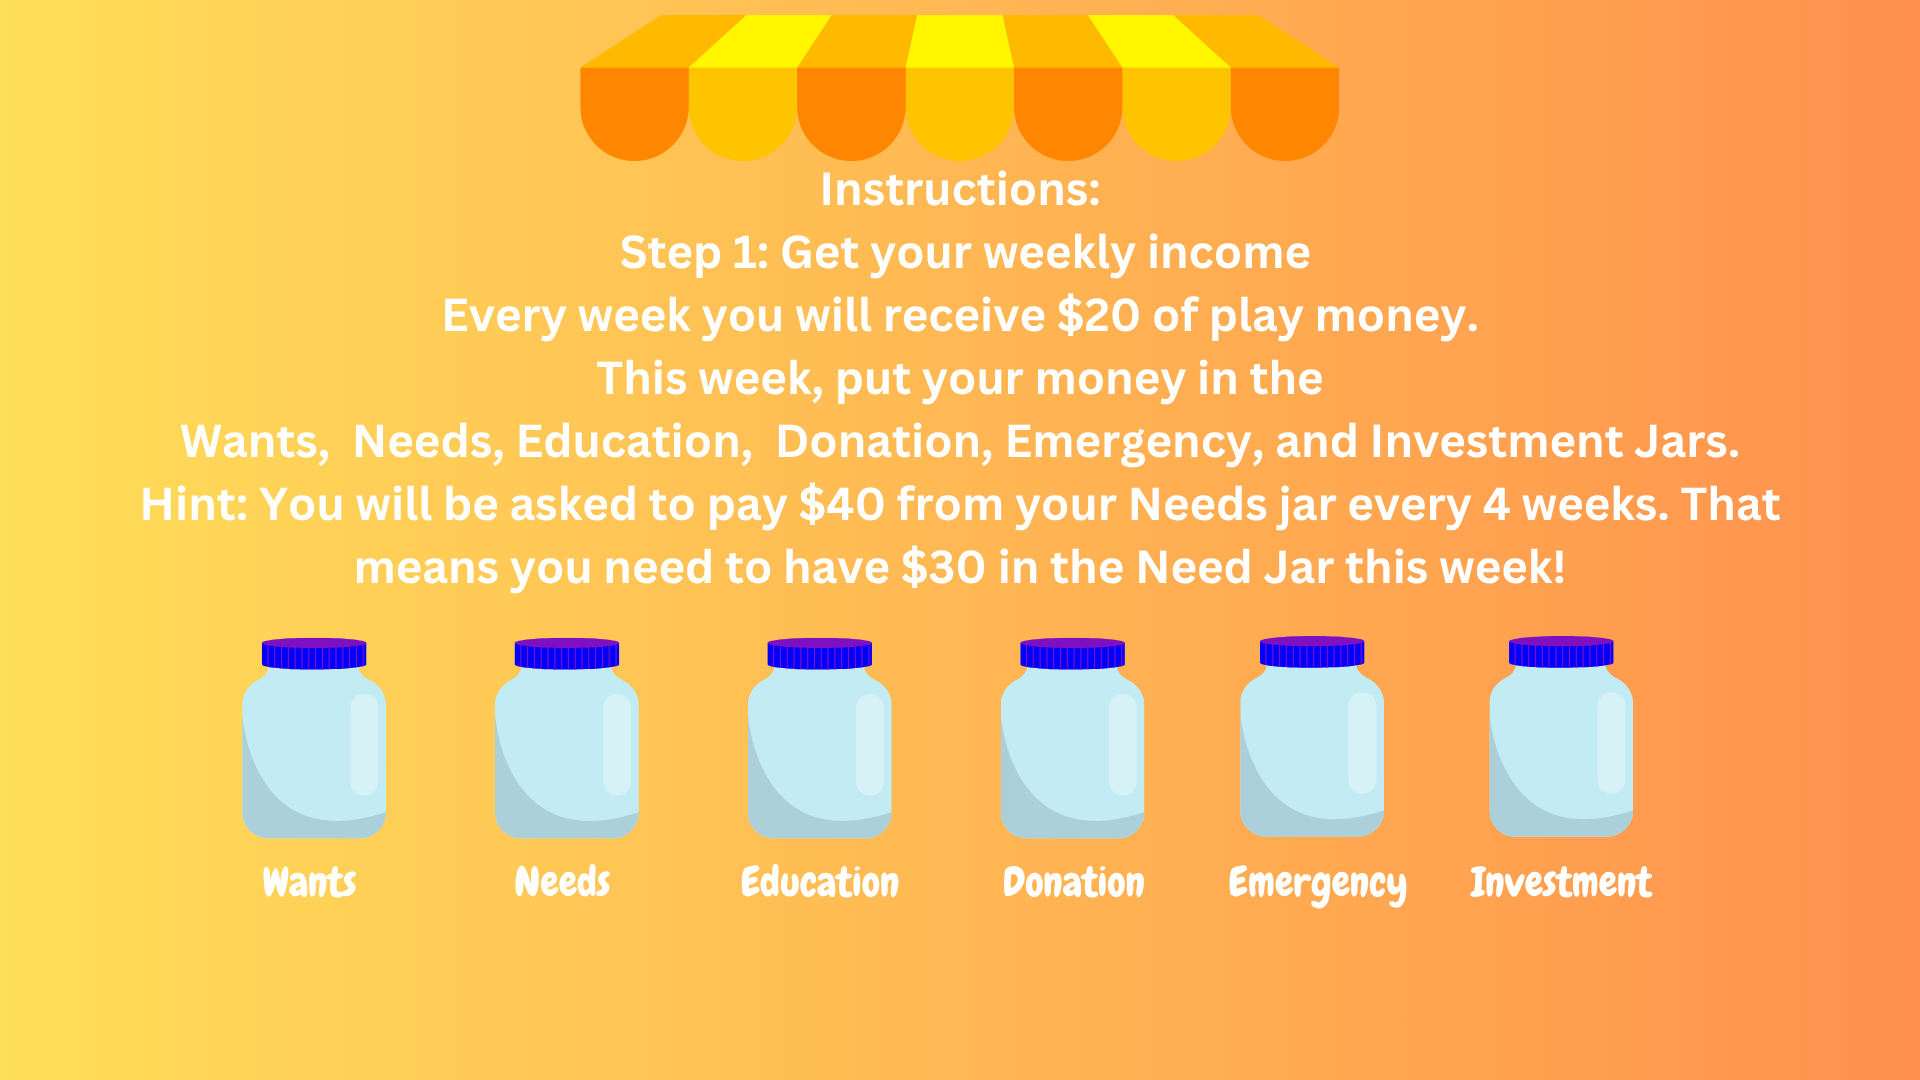 Instructions:
Step 1: Get your weekly income
Every week you will receive $20 of play money.
This week, put your money in the
Wants,  Needs, Education,  Donation, Emergency, and Investment Jars.
Hint: You will be asked to pay $40 from your Needs jar every 4 weeks. That
means you need to have $30 in the Need Jar this week!
Wants
Needs
Education
Donation
Emergency
Investment